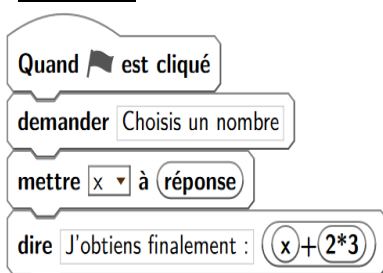 Quand est cliqué
demander Choisis un nombre
mettre x à réponse
dire J'obtiens finalement : x+2*3